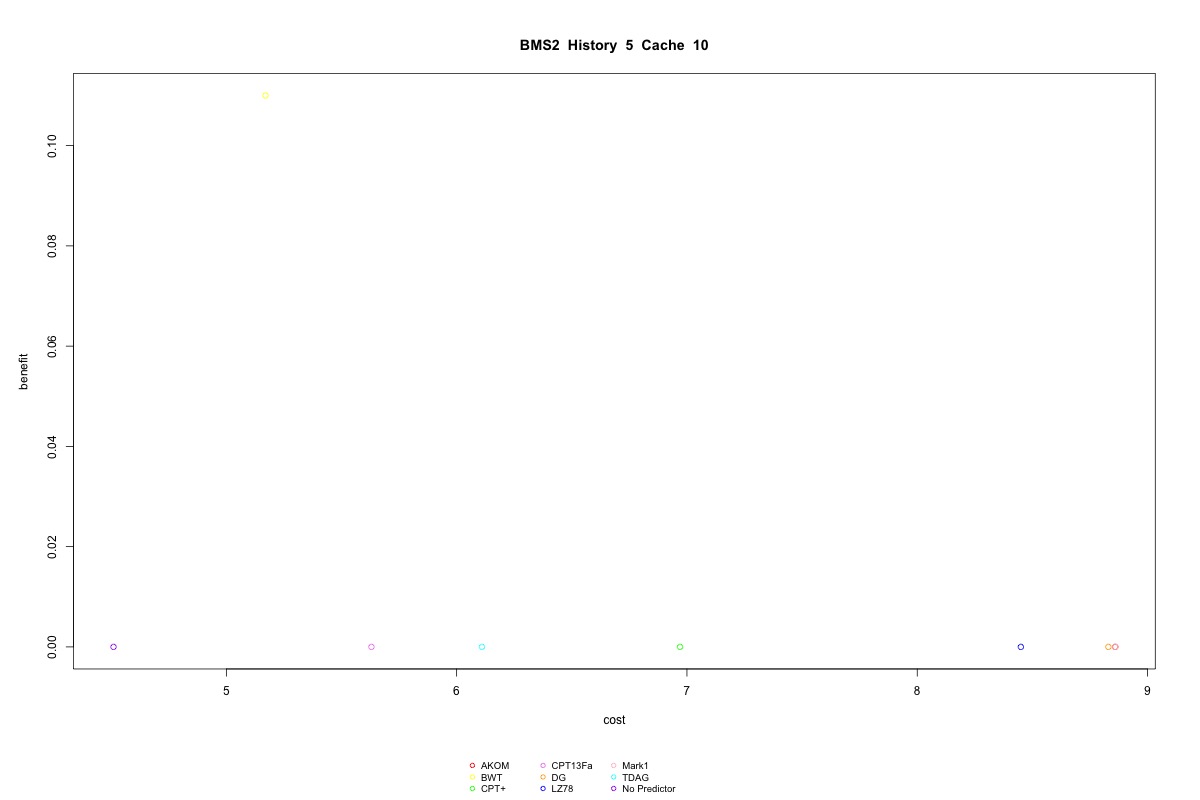 BMS2 History 5 Cache 10
benefit
0.10
0.08
0.06
0.04
0.02
0.00
5 6 7 8 9
cost
AKOM CPT13Fa Mark1
BWT DG TDAG
CPT+ LZ78 No Predictor